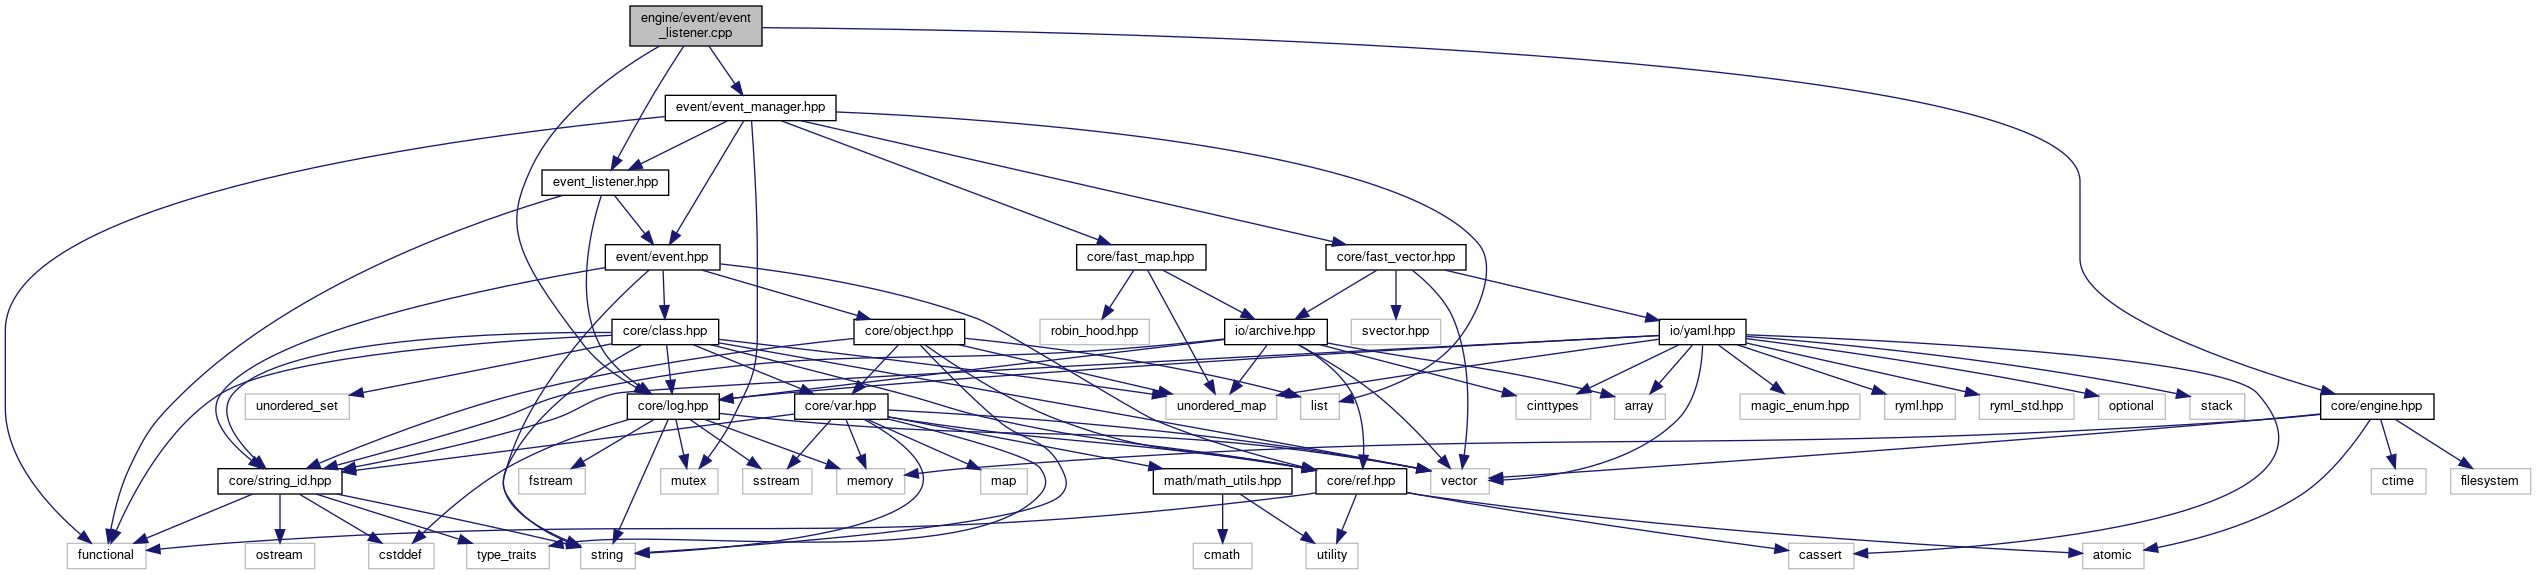 engine/event/event
_listener.cpp
event/event_manager.hpp
event_listener.hpp
event/event.hpp
core/fast_map.hpp
core/fast_vector.hpp
core/class.hpp
core/object.hpp
robin_hood.hpp
io/archive.hpp
svector.hpp
io/yaml.hpp
unordered_set
core/log.hpp
core/var.hpp
unordered_map
list
cinttypes
array
magic_enum.hpp
ryml.hpp
ryml_std.hpp
optional
stack
core/engine.hpp
core/string_id.hpp
fstream
mutex
sstream
memory
map
math/math_utils.hpp
core/ref.hpp
vector
ctime
filesystem
functional
ostream
cstddef
type_traits
string
cmath
utility
cassert
atomic